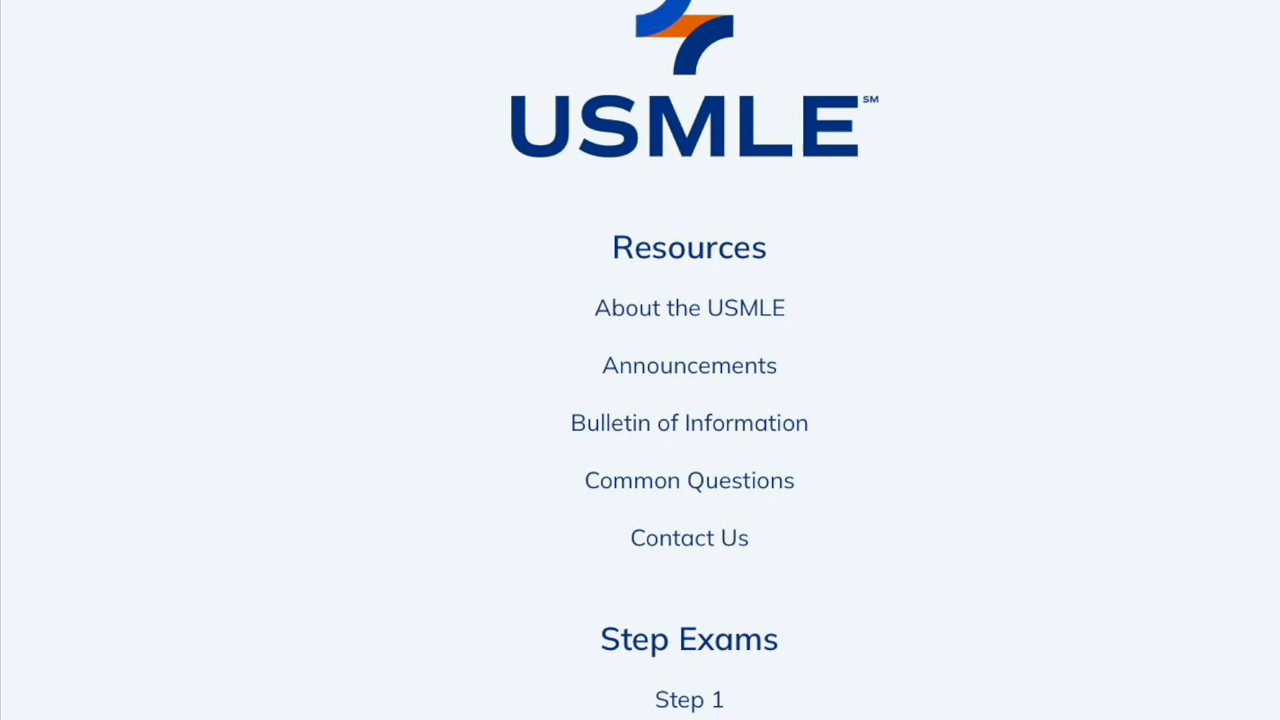 USMLE℠
Resources
About the USMLE
Announcements
Bulletin of Information
Common Questions
Contact Us
Step Exams
Step 1